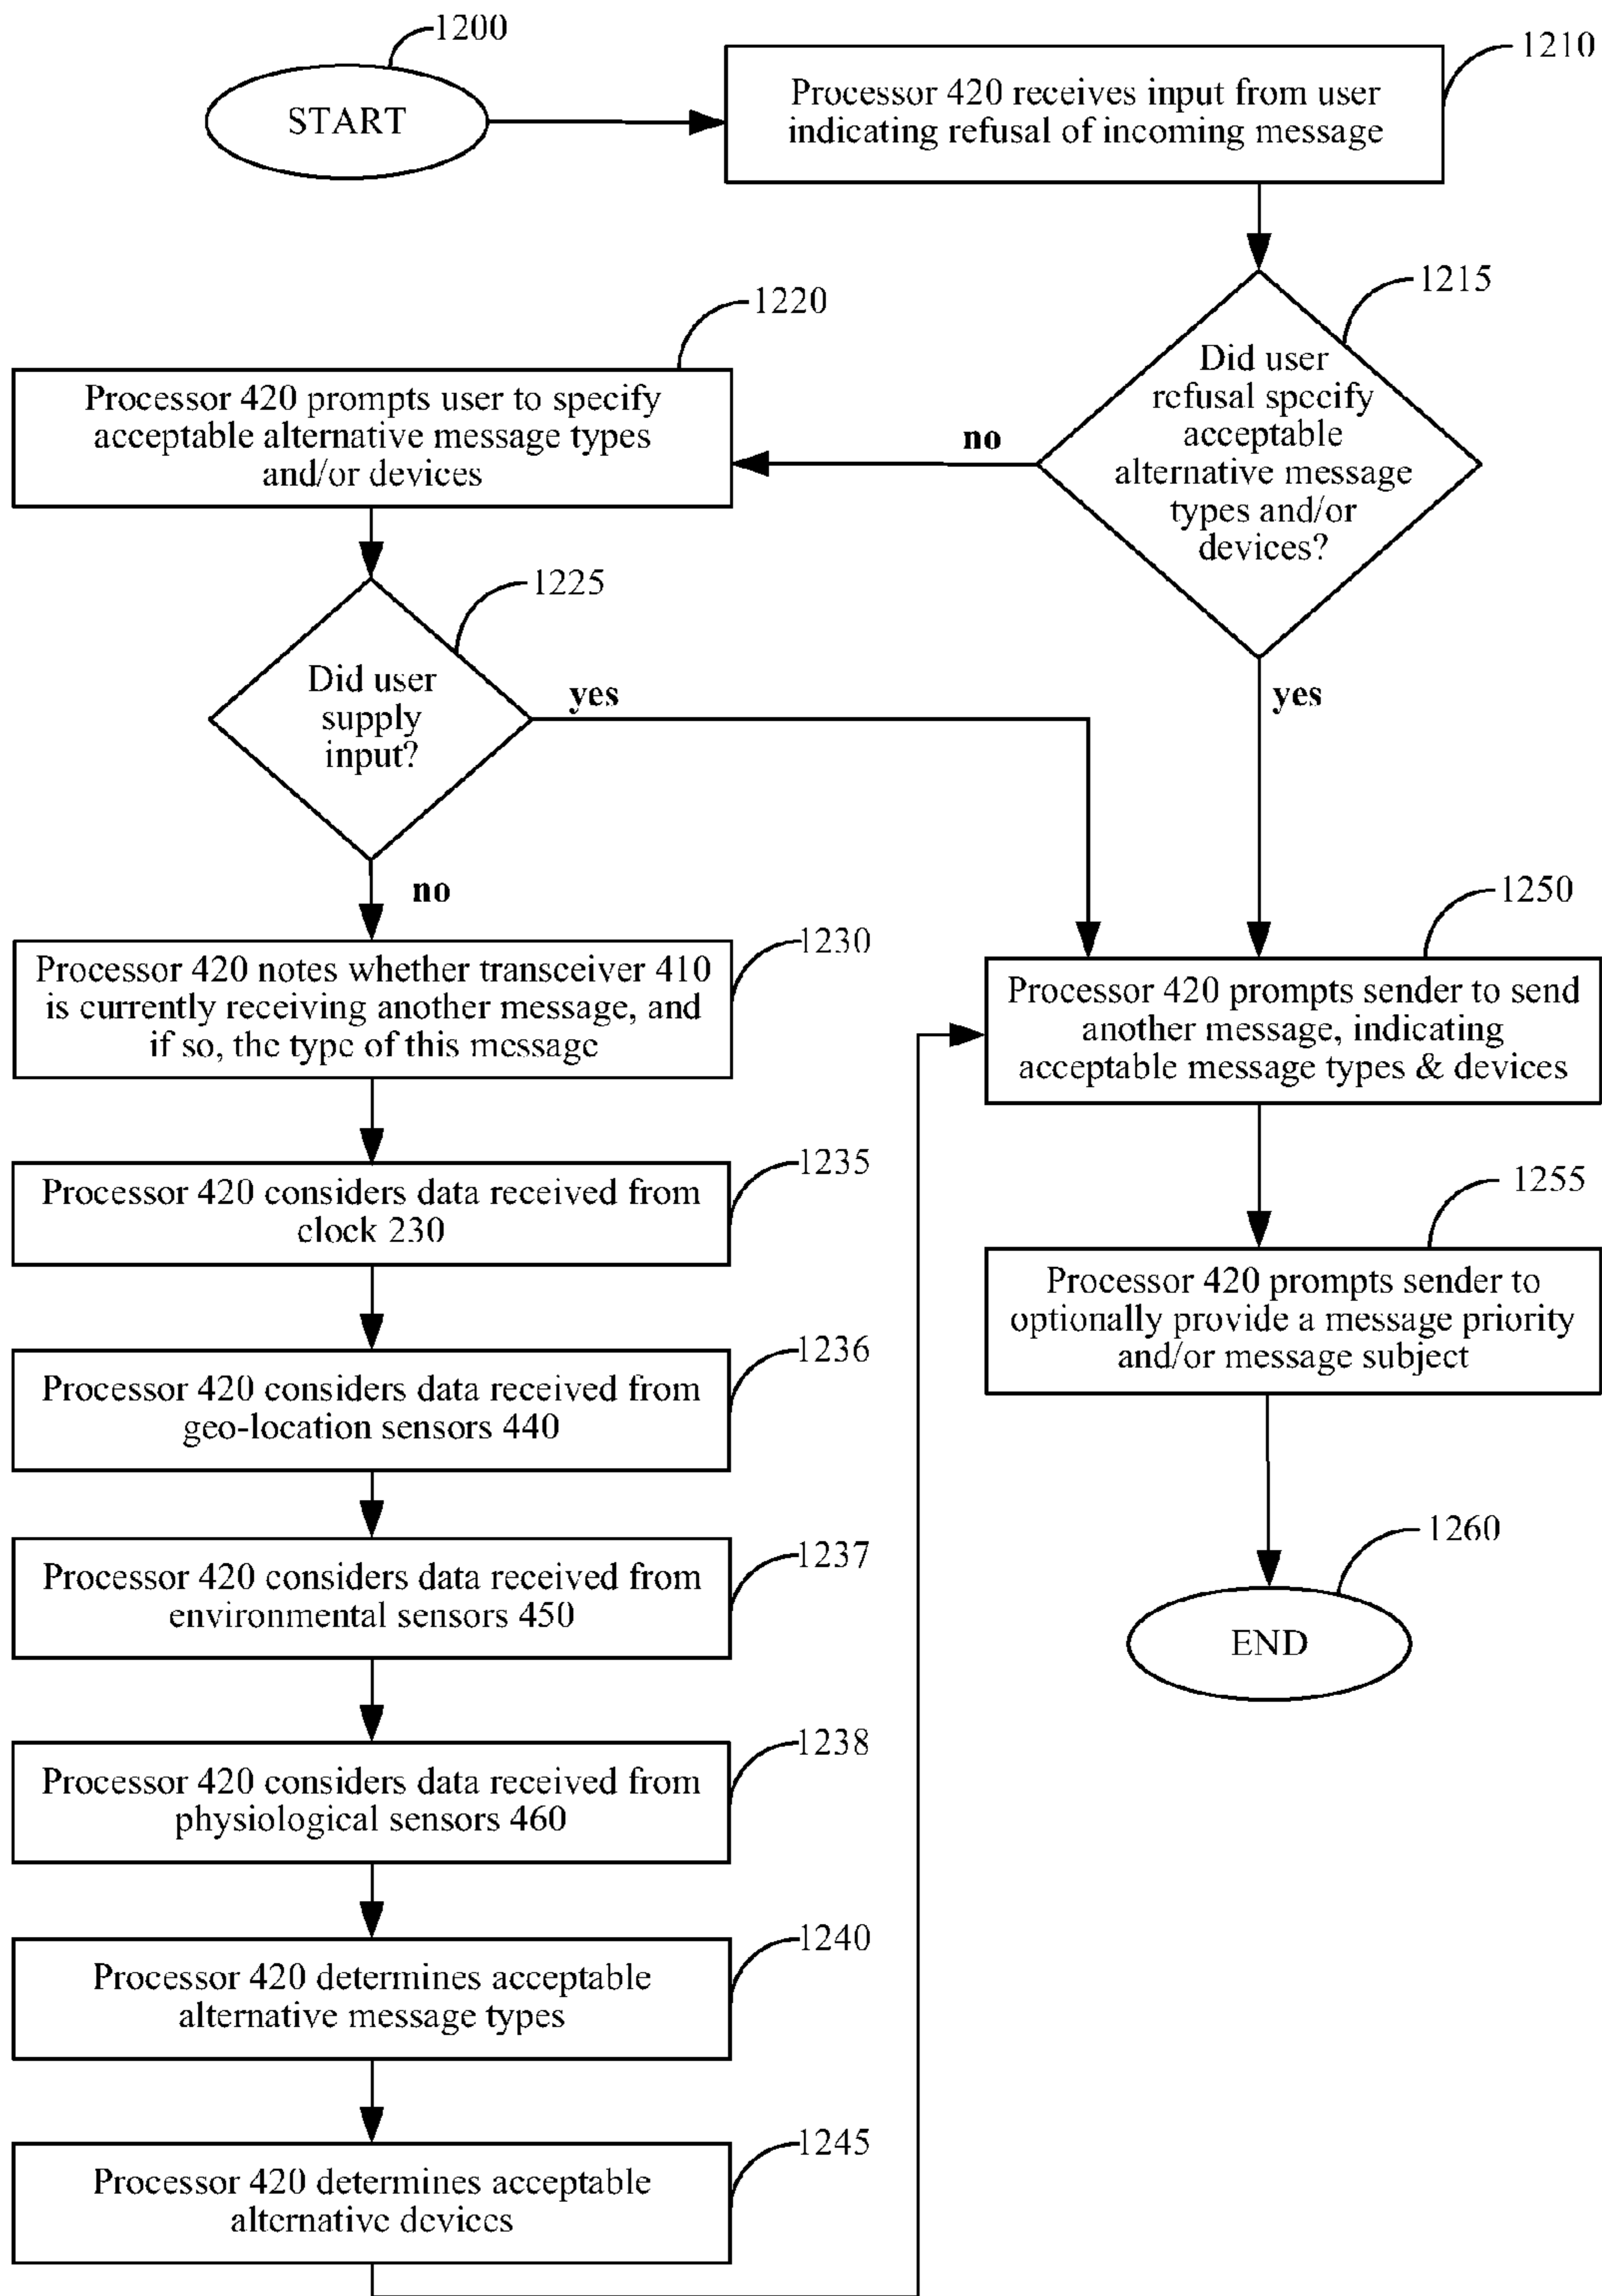 1200
START
1210
Processor 420 receives input from user
indicating refusal of incoming message
1215
Did user
refusal specify
acceptable
alternative message
types and/or
devices?
no
yes
1220
Processor 420 prompts user to specify
acceptable alternative message types
and/or devices
1225
Did user
supply
input?
yes
no
1230
Processor 420 notes whether transceiver 410
is currently receiving another message, and
if so, the type of this message
1235
Processor 420 considers data received from
clock 230
1236
Processor 420 considers data received from
geo-location sensors 440
1237
Processor 420 considers data received from
environmental sensors 450
1238
Processor 420 considers data received from
physiological sensors 460
1240
Processor 420 determines acceptable
alternative message types
1245
Processor 420 determines acceptable
alternative devices
1250
Processor 420 prompts sender to send
another message, indicating
acceptable message types & devices
1255
Processor 420 prompts sender to
optionally provide a message priority
and/or message subject
1260
END